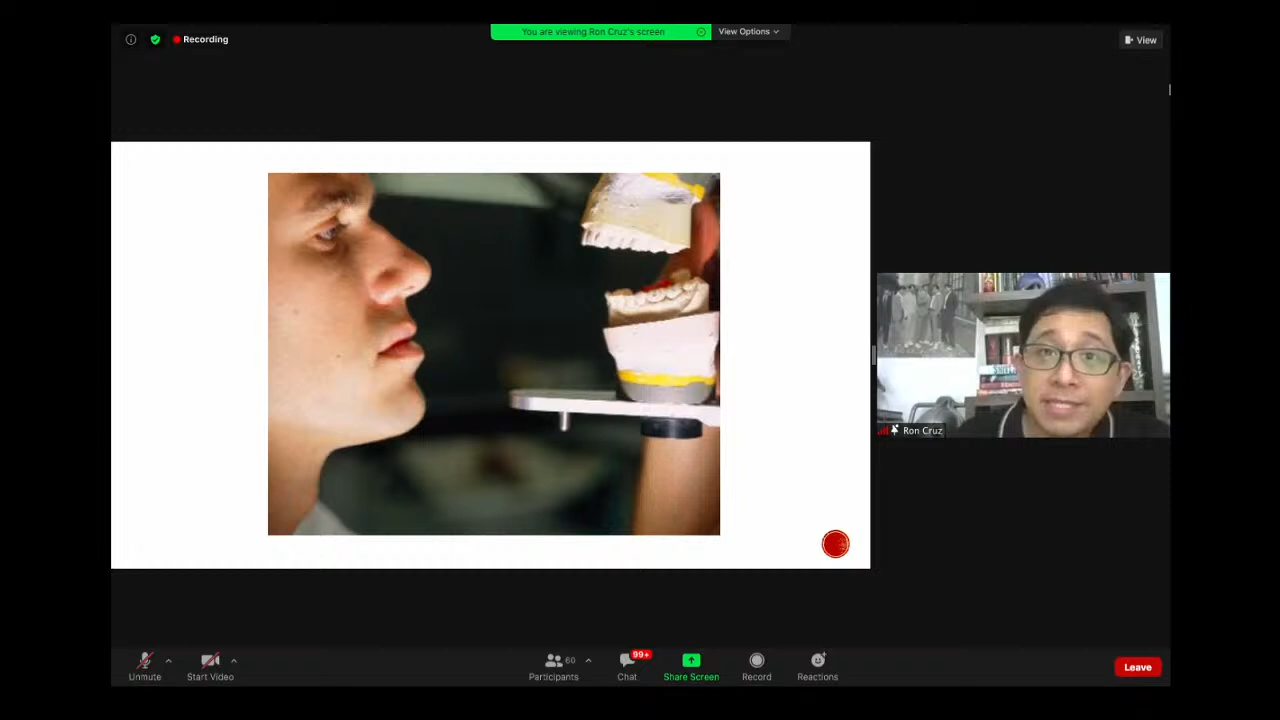 Recording
You are viewing Ron Cruz's screen
View Options
View
Ron Cruz
Unmute
Start Video
60
Participants
99+
Chat
Share Screen
Record
Reactions
Leave